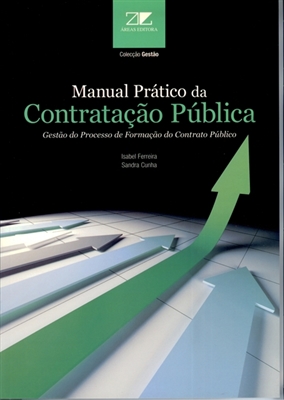 ÁREAS EDITORA
Colecção Gestão
Manual Prático da
Contratação Pública
Gestão do Processo de Formação do Contrato Público
Isabel Ferreira
Sandra Cunha